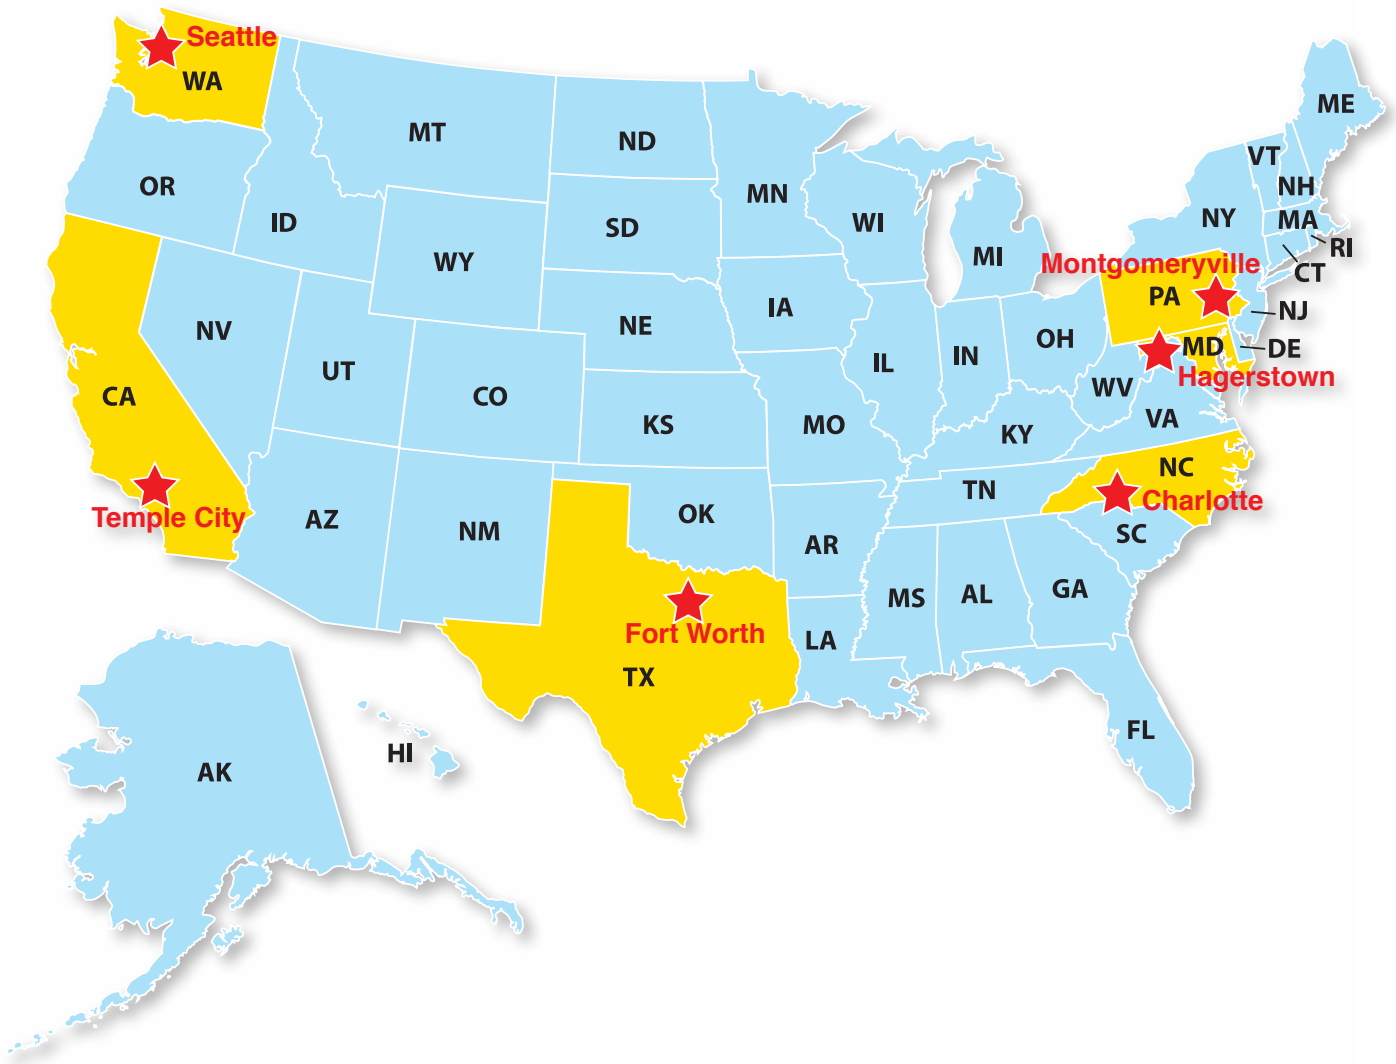 Seattle
WA
ME
MT
ND
VT
OR
MN
NH
ID
WI
NY
MA
SD
RI
WY
MI
Montgomeryville
CT
PA
IA
NJ
NV
NE
OH
MD
DE
IN
IL
UT
Hagerstown
WV
CA
CO
VA
KS
MO
KY
NC
TN
Temple City
Charlotte
AZ
OK
NM
SC
AR
GA
AL
MS
Fort Worth
LA
TX
FL
HI
AK